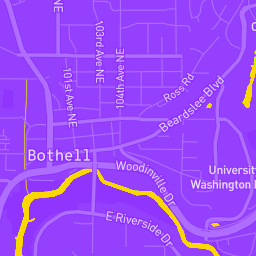 NE
103rd Ave NE
104th Ave NE
101st Ave NE
Ross Rd
Beardslee Blvd
Bothell
Woodinville Dr
University
Washington
E Riverside Dr